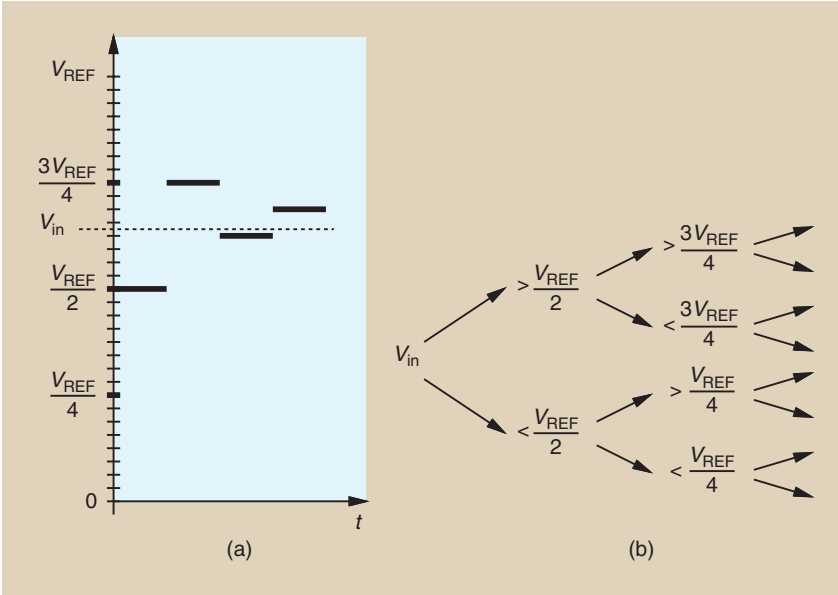 V_REF
3V_REF
4
V_in
V_REF
2
V_REF
4
0
t
(a)
V_in
> V_REF
2
< V_REF
2
> 3V_REF
4
< 3V_REF
4
> V_REF
4
< V_REF
4
(b)